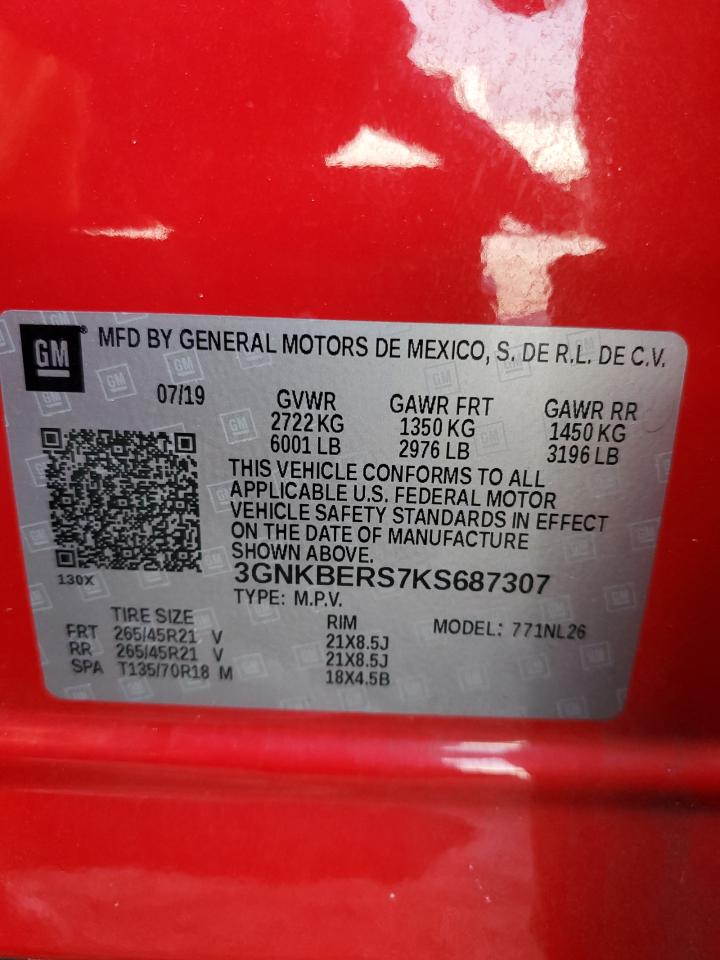 GM
MFD BY GENERAL MOTORS DE MEXICO, S. DE R.L. DE C.V.
07/19
GVWR GAWR FRT GAWR RR
2722 KG 1350 KG 1450 KG
6001 LB 2976 LB 3196 LB
THIS VEHICLE CONFORMS TO ALL
APPLICABLE U.S. FEDERAL MOTOR
VEHICLE SAFETY STANDARDS IN EFFECT
ON THE DATE OF MANUFACTURE
SHOWN ABOVE.
130X
3GNKBERS7KS687307
TYPE: M.P.V.
TIRE SIZE RIM MODEL: 771NL26
FRT 265/45R21 V 21X8.5J
RR 265/45R21 V 21X8.5J
SPA T135/70R18 M 18X4.5B